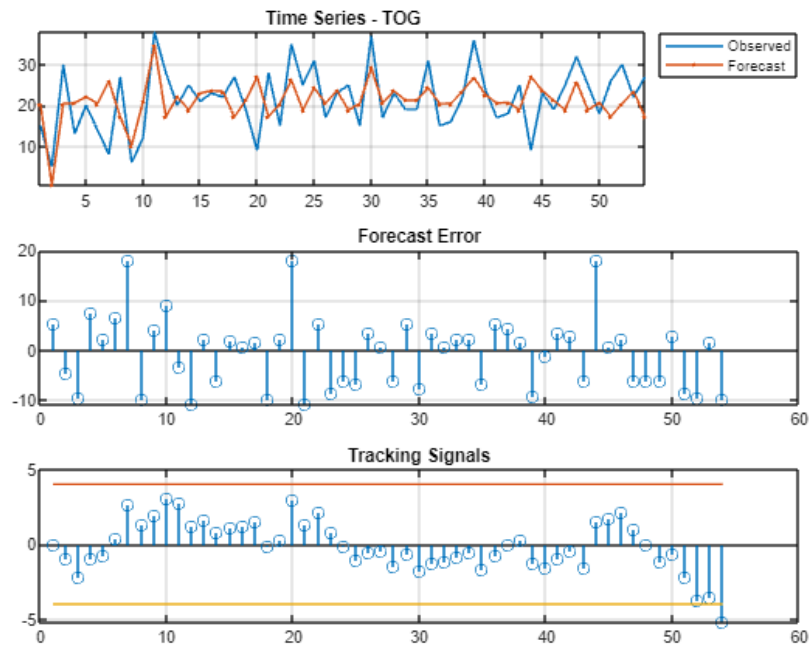 Time Series - TOG
Observed
Forecast
30
20
10
5 10 15 20 25 30 35 40 45 50
Forecast Error
20
10
0
-10
0 10 20 30 40 50 60
Tracking Signals
5
0
-5
0 10 20 30 40 50 60